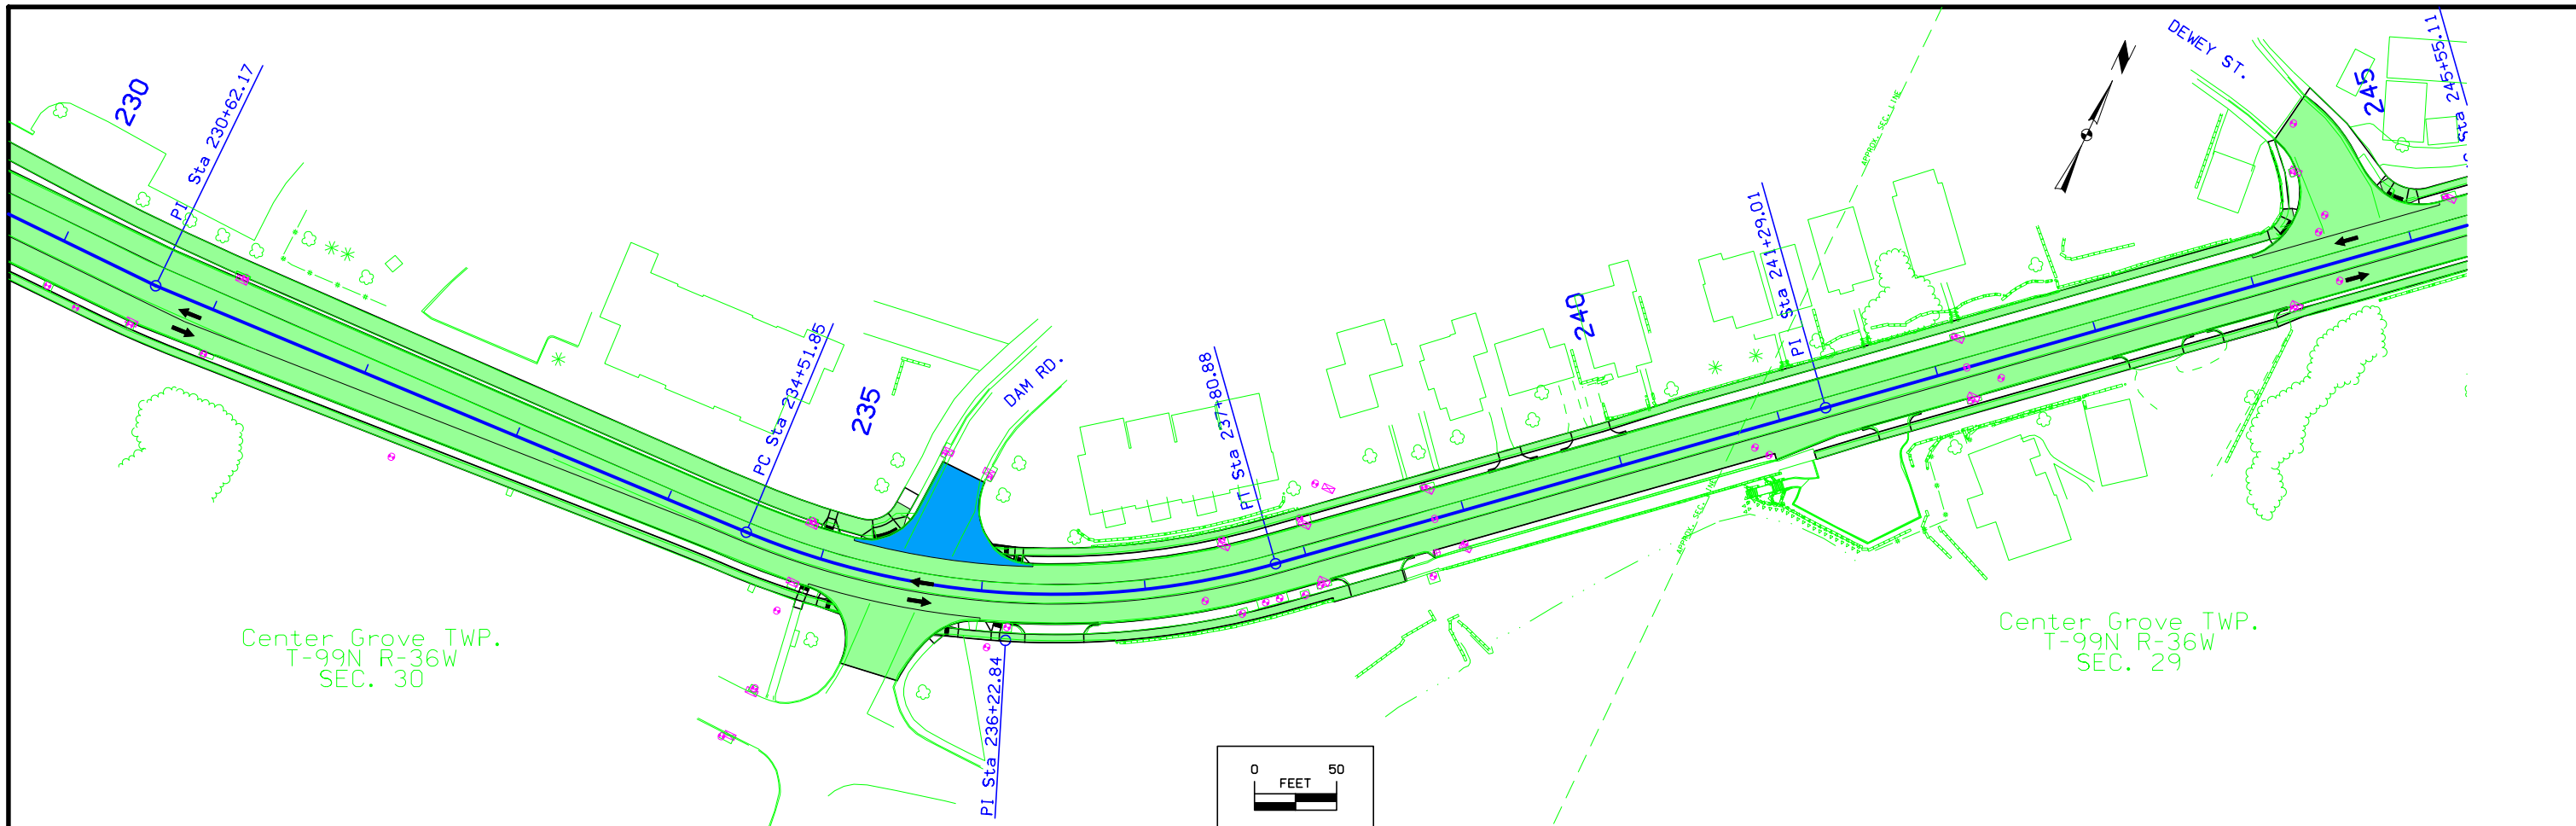 230
PI Sta 230+62.17
PC Sta 234+51.85
235
DAM RD.
PI Sta 236+22.84
PT Sta 237+80.88
240
PI Sta 241+29.01
APPROX. SEC. LINE
APPROX. SEC. LINE
DEWEY ST.
245
Sta 245+55.11
Center Grove TWP.
T-99N R-36W
SEC. 30
Center Grove TWP.
T-99N R-36W
SEC. 29
0 50
FEET